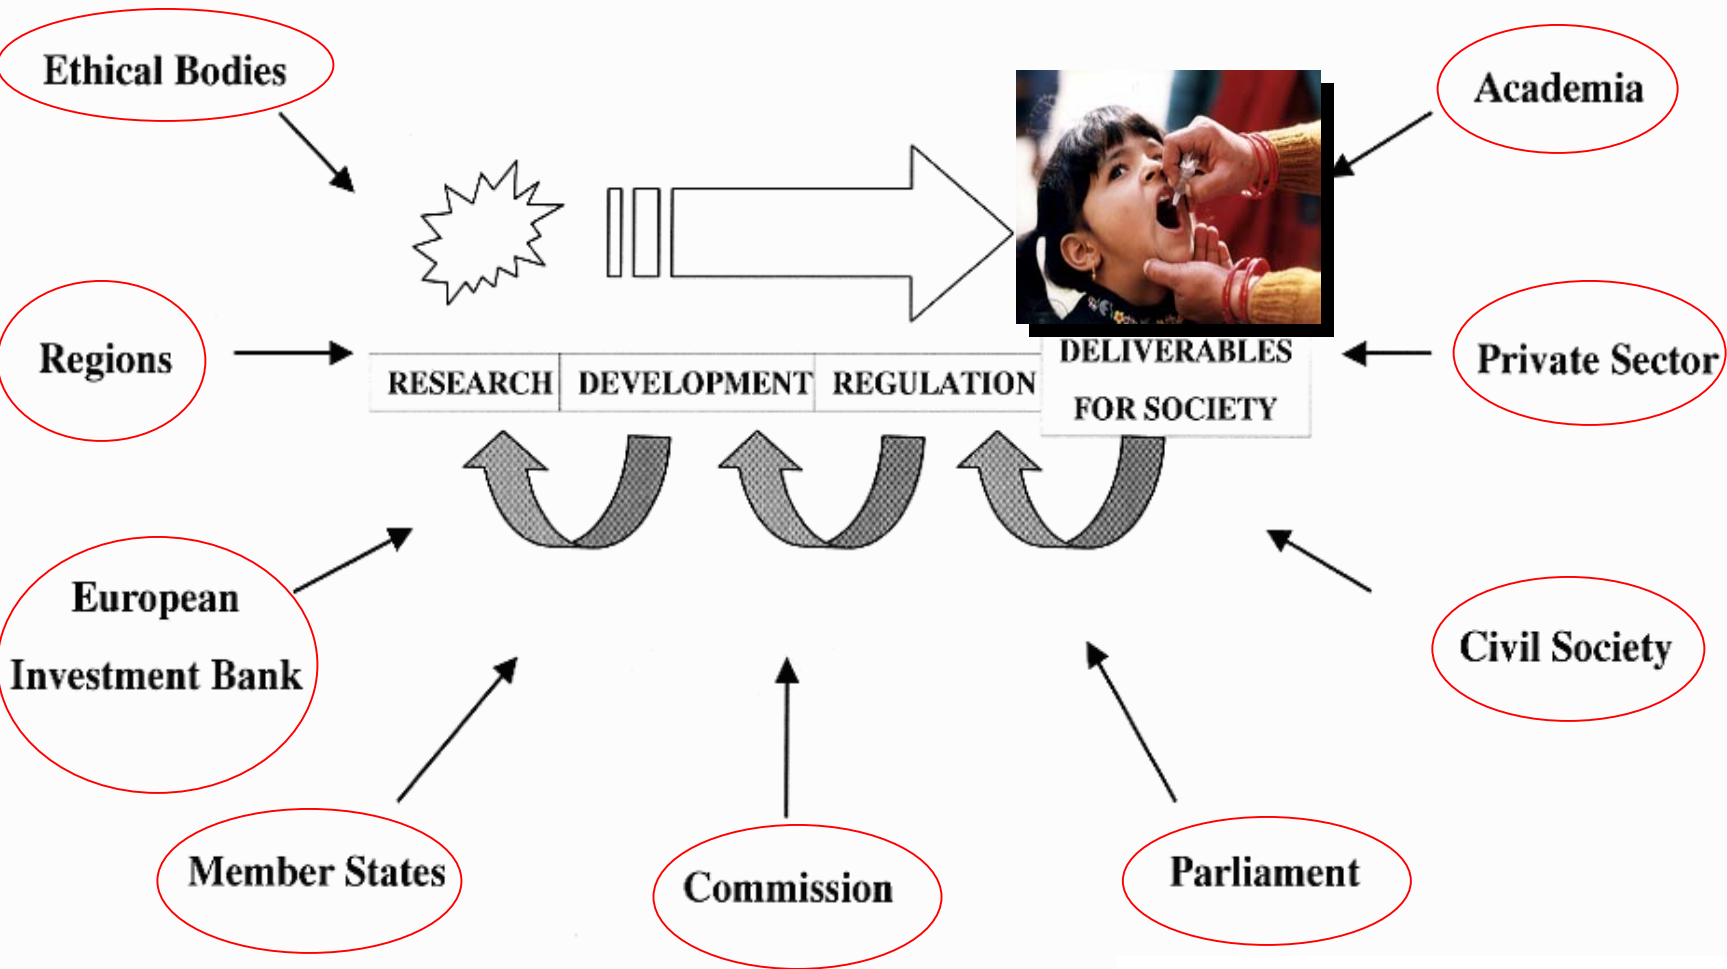 Ethical Bodies
Academia
Regions
RESEARCH
DEVELOPMENT
REGULATION
DELIVERABLES
FOR SOCIETY
Private Sector
European
Investment Bank
Civil Society
Member States
Commission
Parliament